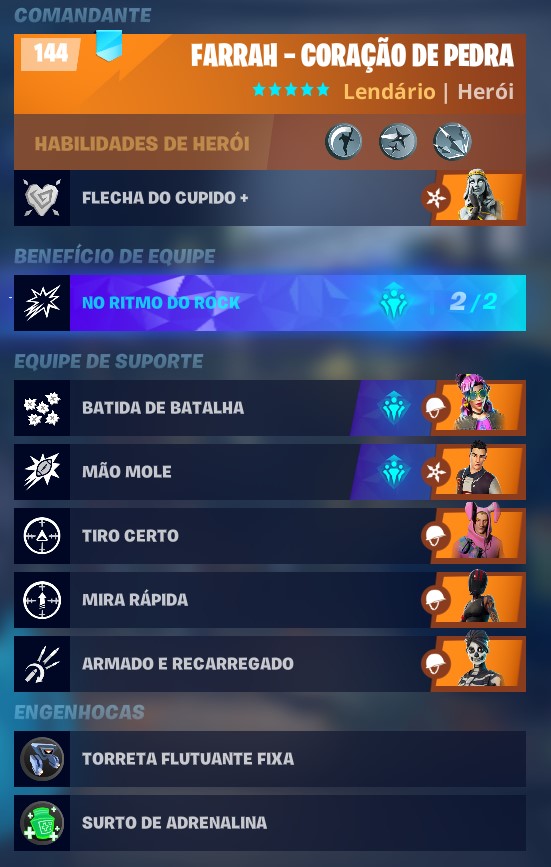 COMANDANTE
144
FARRAH - CORAÇÃO DE PEDRA
Lendário | Herói
HABILIDADES DE HERÓI
FLECHA DO CUPIDO +
BENEFÍCIO DE EQUIPE
NO RITMO DO ROCK 2/2
EQUIPE DE SUPORTE
BATIDA DE BATALHA
MÃO MOLE
TIRO CERTO
MIRA RÁPIDA
ARMADO E RECARREGADO
ENGENHOCAS
TORRETA FLUTUANTE FIXA
SURTO DE ADRENALINA